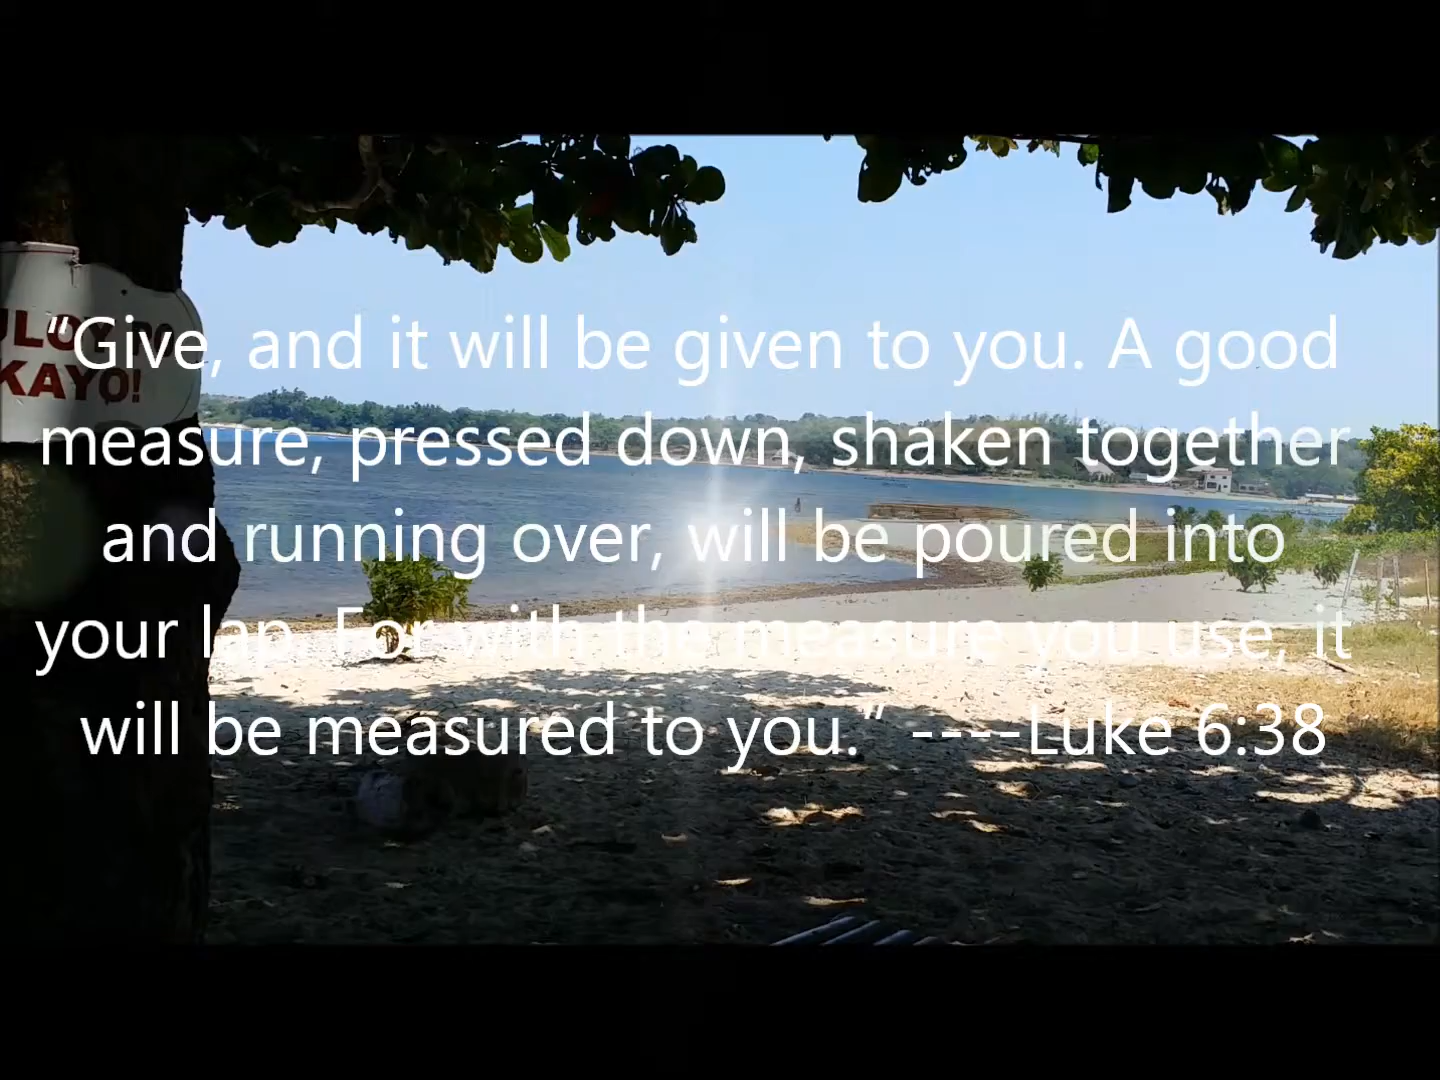 “Give, and it will be given to you. A good
measure, pressed down, shaken together
and running over, will be poured into
your lap. For with the measure you use, it
will be measured to you.” ----Luke 6:38
KAYO!